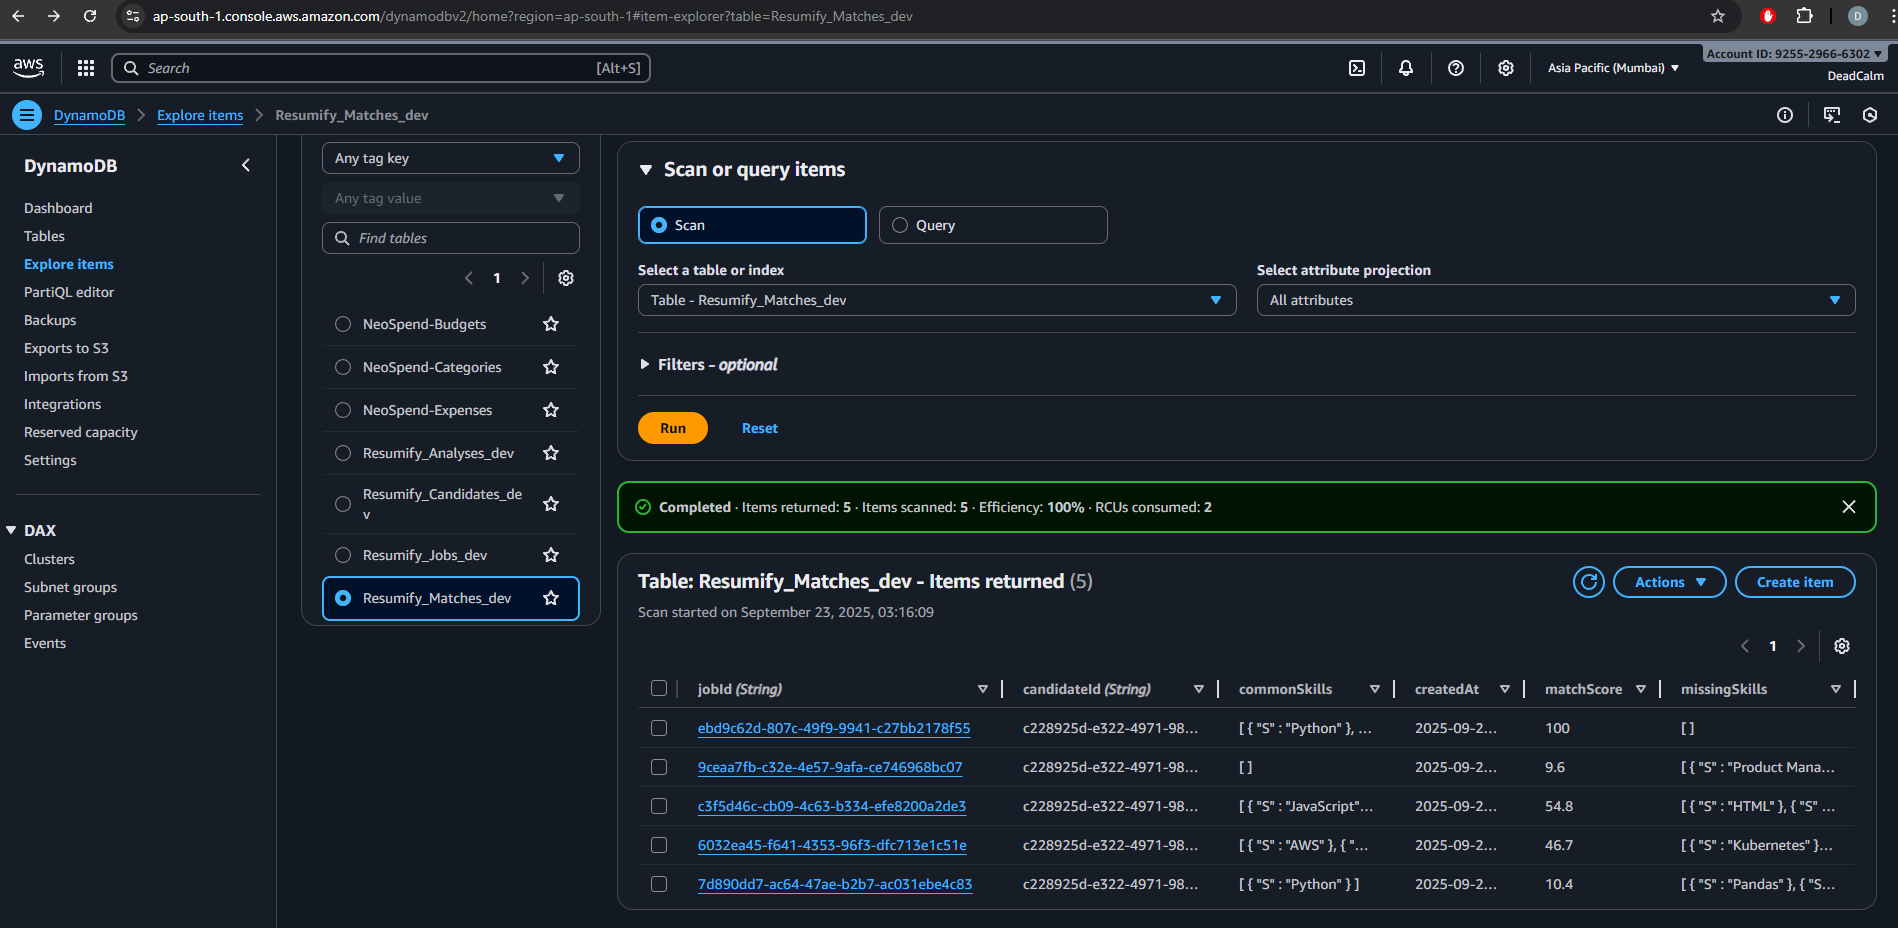 ap-south-1.console.aws.amazon.com/dynamodbv2/home?region=ap-south-1#item-explorer?table=Resumify_Matches_dev
D
aws
Search
[Alt+S]
Asia Pacific (Mumbai)
Account ID: 9255-2966-6302
DeadCalm
DynamoDB
Explore items
Resumify_Matches_dev
DynamoDB
Dashboard
Tables
Explore items
PartiQL editor
Backups
Exports to S3
Imports from S3
Integrations
Reserved capacity
Settings
DAX
Clusters
Subnet groups
Parameter groups
Events
Any tag key
Any tag value
Find tables
1
NeoSpend-Budgets
NeoSpend-Categories
NeoSpend-Expenses
Resumify_Analyses_dev
Resumify_Candidates_de
v
Resumify_Jobs_dev
Resumify_Matches_dev
Scan or query items
Scan
Query
Select a table or index
Table - Resumify_Matches_dev
Select attribute projection
All attributes
Filters - optional
Run
Reset
Completed · Items returned: 5 · Items scanned: 5 · Efficiency: 100% · RCUs consumed: 2
Table: Resumify_Matches_dev - Items returned (5)
Scan started on September 23, 2025, 03:16:09
Actions
Create item
1
jobId (String) candidateId (String) commonSkills createdAt matchScore missingSkills
ebd9c62d-807c-49f9-9941-c27bb2178f55 c228925d-e322-4971-98... [ { "S" : "Python" }, ... 2025-09-2... 100 [ ]
9ceaa7fb-c32e-4e57-9afa-ce746968bc07 c228925d-e322-4971-98... [ ] 2025-09-2... 9.6 [ { "S" : "Product Mana...
c3f5d46c-cb09-4c63-b334-efe8200a2de3 c228925d-e322-4971-98... [ { "S" : "JavaScript"... 2025-09-2... 54.8 [ { "S" : "HTML" }, { "S" ...
6032ea45-f641-4353-96f3-dfc713e1c51e c228925d-e322-4971-98... [ { "S" : "AWS" }, { "... 2025-09-2... 46.7 [ { "S" : "Kubernetes" }...
7d890dd7-ac64-47ae-b2b7-ac031ebe4c83 c228925d-e322-4971-98... [ { "S" : "Python" } ] 2025-09-2... 10.4 [ { "S" : "Pandas" }, { "S...